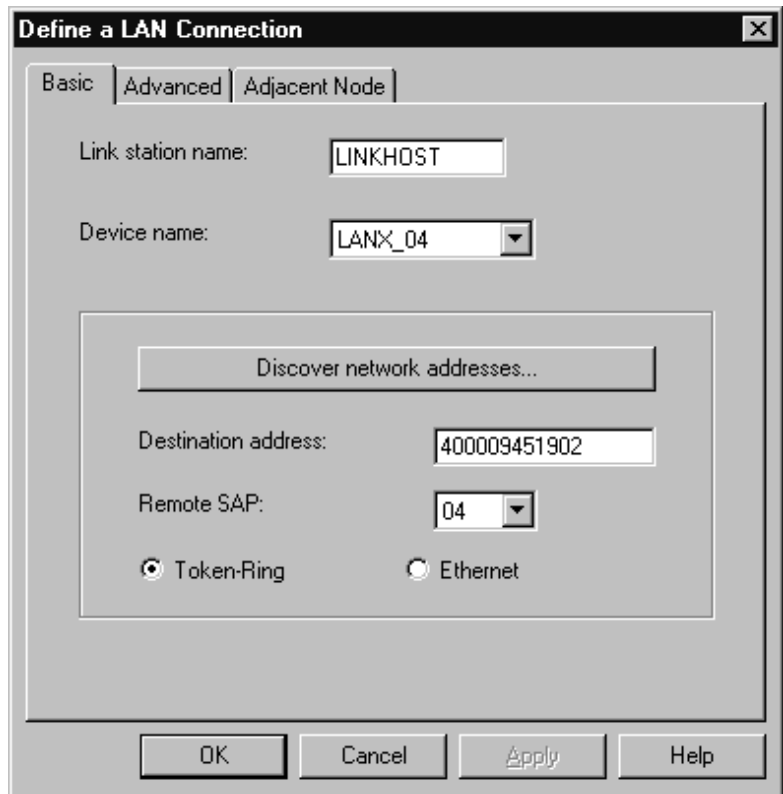 Define a LAN Connection
Basic Advanced Adjacent Node
Link station name: LINKHOST
Device name: LANX_04
Discover network addresses...
Destination address: 400009451902
Remote SAP: 04
Token-Ring Ethernet
OK Cancel Apply Help